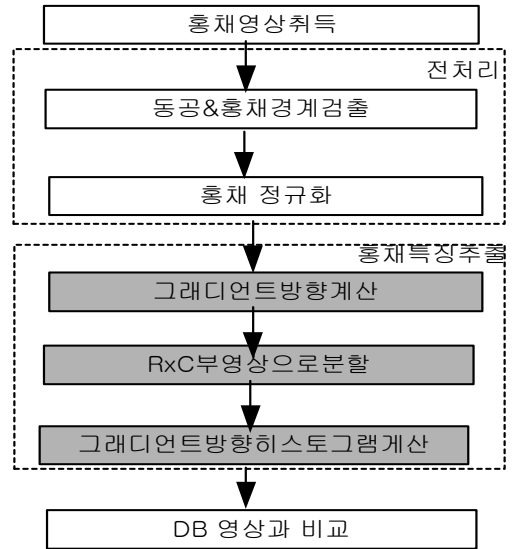 홍채영상취득
전처리
동공&홍채경계검출
홍채 정규화
홍채특징추출
그래디언트방향계산
RxC부영상으로분할
그래디언트방향히스토그램게산
DB 영상과 비교